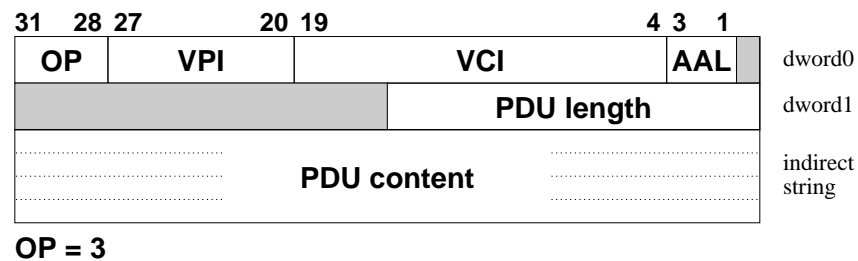 31 28 27 20 19 4 3 1
OP VPI VCI AAL dword0
PDU length dword1
PDU content indirect
string
OP = 3